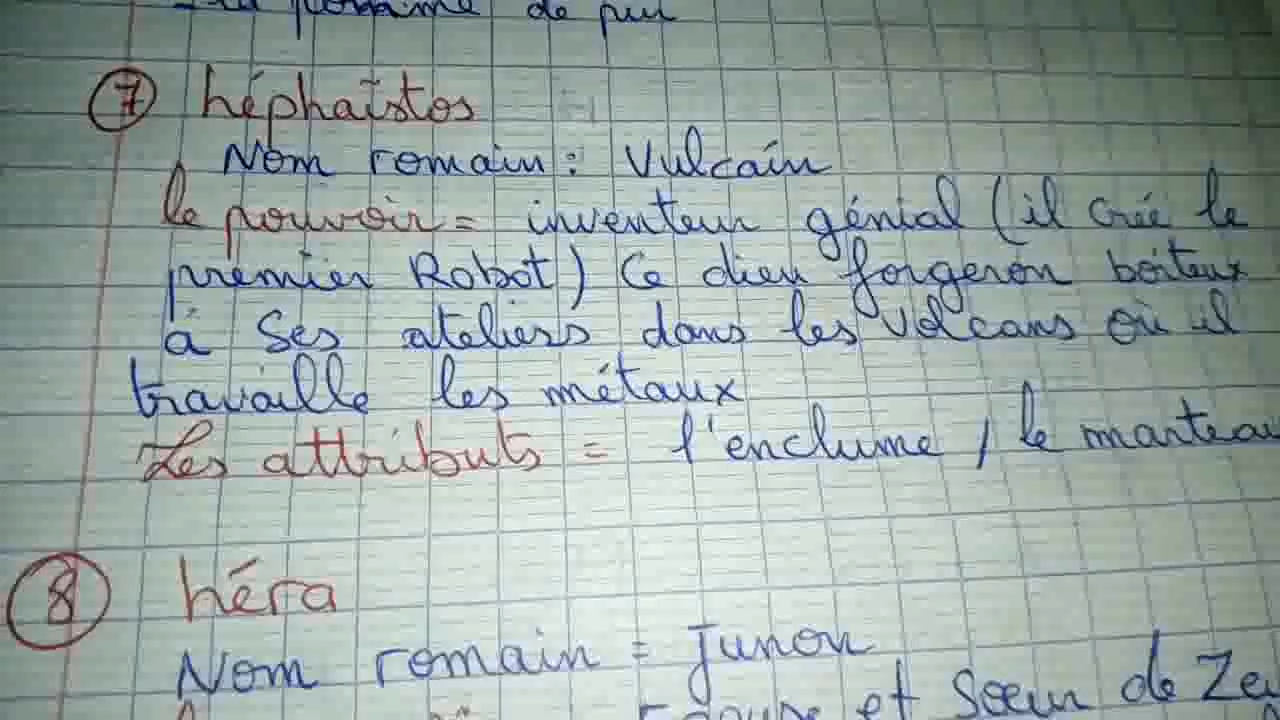 de
7 héphaïstos
Nom romain : Vulcain
le pouvoir = inventeur génial (il crée le
premier Robot) Ce dieu forgeron boiteux
à Ses ateliers dans les volcans où il
travaille les métaux
Les attributs = l'enclume / le marteau
8 héra
Nom romain = Junon
et Sœur de Ze